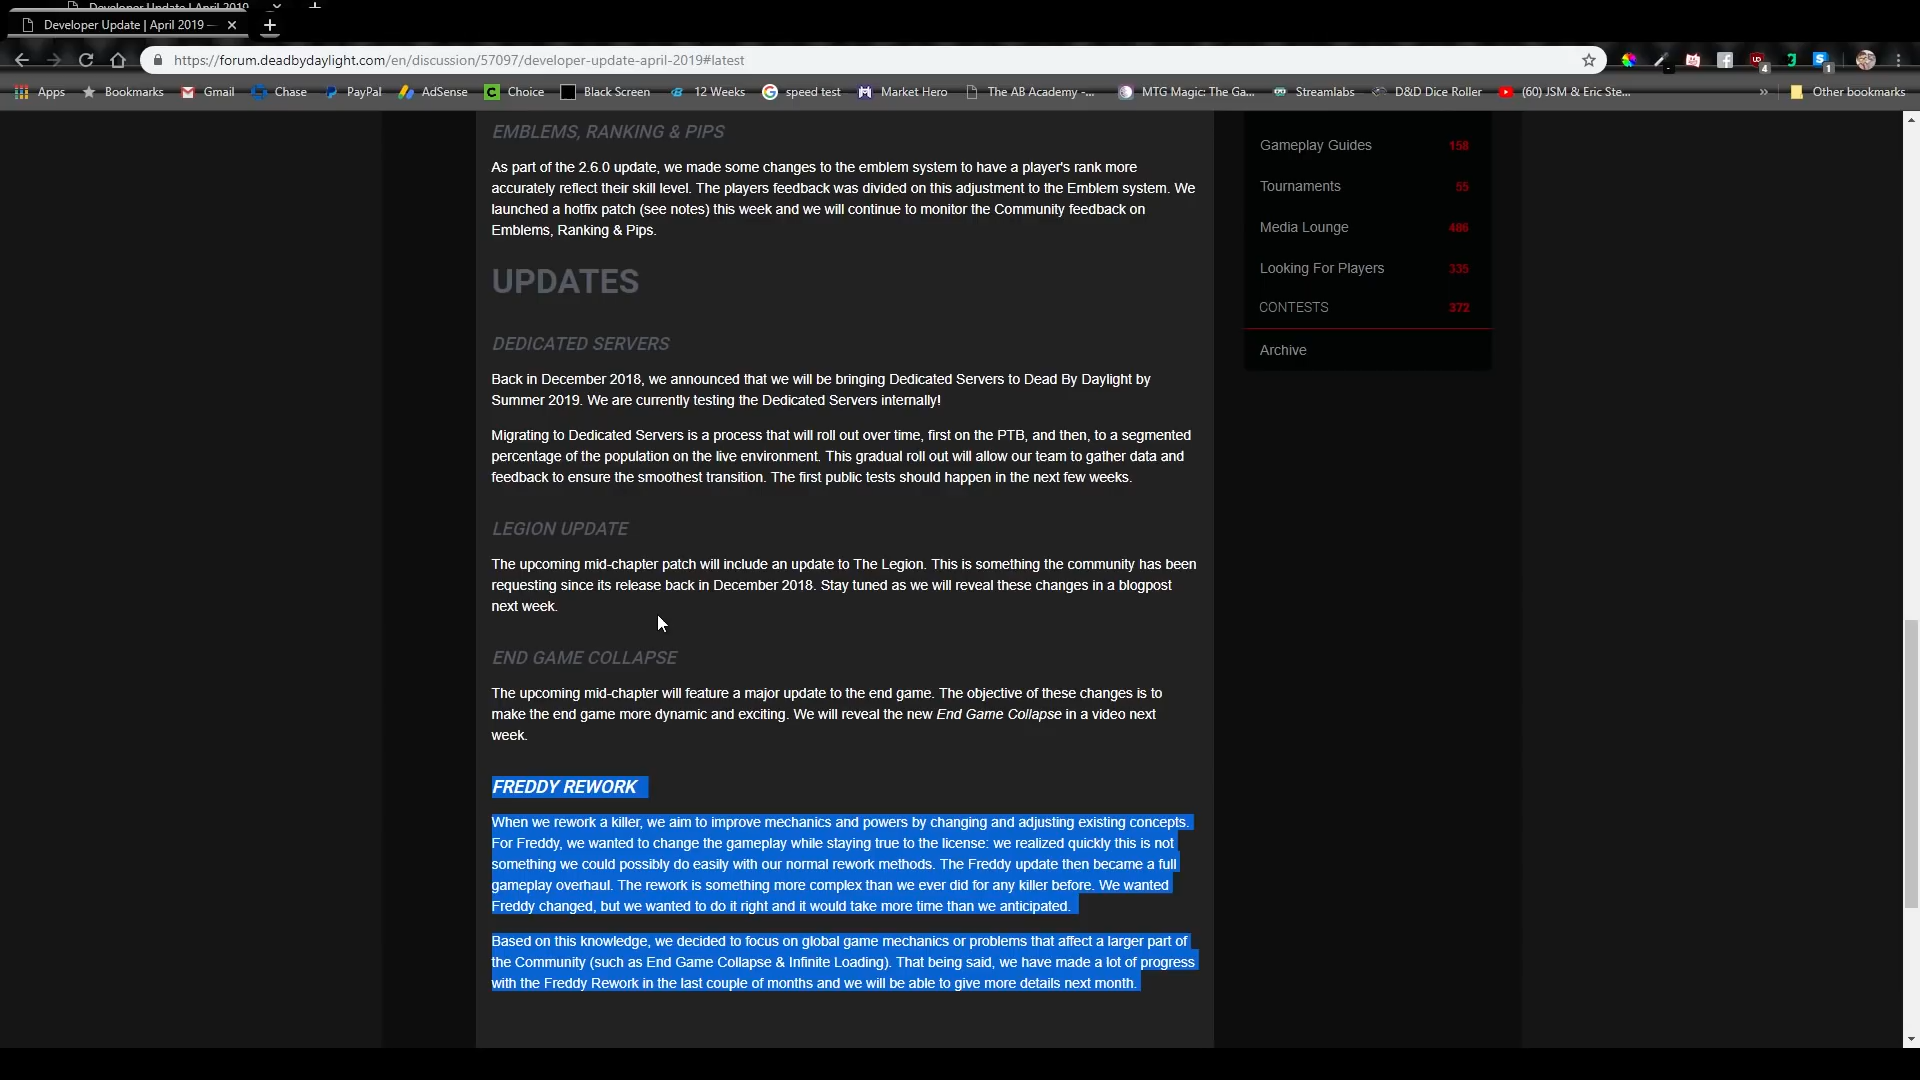 Developer Update | April 2019
Developer Update | April 2019 —
https://forum.deadbydaylight.com/en/discussion/57097/developer-update-april-2019#latest
Apps Bookmarks Gmail Chase PayPal AdSense Choice Black Screen 12 Weeks speed test Market Hero The AB Academy -... MTG Magic: The Ga... Streamlabs D&D Dice Roller (60) JSM & Eric Ste... » Other bookmarks
EMBLEMS, RANKING & PIPS
As part of the 2.6.0 update, we made some changes to the emblem system to have a player's rank more
accurately reflect their skill level. The players feedback was divided on this adjustment to the Emblem system. We
launched a hotfix patch (see notes) this week and we will continue to monitor the Community feedback on
Emblems, Ranking & Pips.
UPDATES
DEDICATED SERVERS
Back in December 2018, we announced that we will be bringing Dedicated Servers to Dead By Daylight by
Summer 2019. We are currently testing the Dedicated Servers internally!
Migrating to Dedicated Servers is a process that will roll out over time, first on the PTB, and then, to a segmented
percentage of the population on the live environment. This gradual roll out will allow our team to gather data and
feedback to ensure the smoothest transition. The first public tests should happen in the next few weeks.
LEGION UPDATE
The upcoming mid-chapter patch will include an update to The Legion. This is something the community has been
requesting since its release back in December 2018. Stay tuned as we will reveal these changes in a blogpost
next week.
END GAME COLLAPSE
The upcoming mid-chapter will feature a major update to the end game. The objective of these changes is to
make the end game more dynamic and exciting. We will reveal the new End Game Collapse in a video next
week.
FREDDY REWORK
When we rework a killer, we aim to improve mechanics and powers by changing and adjusting existing concepts.
For Freddy, we wanted to change the gameplay while staying true to the license: we realized quickly this is not
something we could possibly do easily with our normal rework methods. The Freddy update then became a full
gameplay overhaul. The rework is something more complex than we ever did for any killer before. We wanted
Freddy changed, but we wanted to do it right and it would take more time than we anticipated.
Based on this knowledge, we decided to focus on global game mechanics or problems that affect a larger part of
the Community (such as End Game Collapse & Infinite Loading). That being said, we have made a lot of progress
with the Freddy Rework in the last couple of months and we will be able to give more details next month.
Gameplay Guides 158
Tournaments 55
Media Lounge 486
Looking For Players 335
CONTESTS 372
Archive